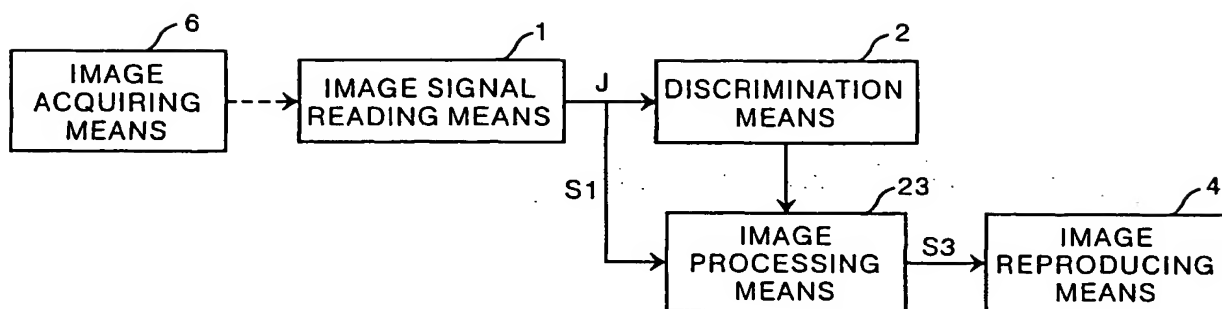 6
IMAGE
ACQUIRING
MEANS
1
IMAGE SIGNAL
READING MEANS
J
S1
2
DISCRIMINATION
MEANS
23
IMAGE
PROCESSING
MEANS
S3
4
IMAGE
REPRODUCING
MEANS